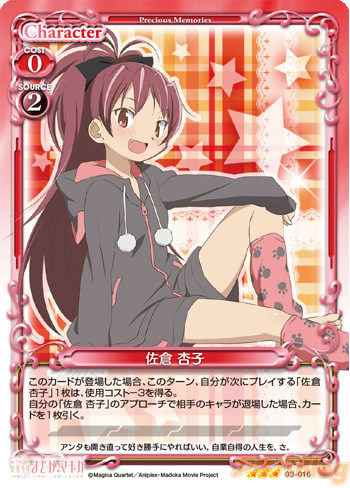 Precious Memories
Character
COST
0
SOURCE
2
佐倉 杏子
このカードが登場した場合、このターン、自分が次にプレイする「佐倉
杏子」1枚は、使用コスト－3を得る。
自分の「佐倉 杏子」のアプローチで相手のキャラが退場した場合、カー
ドを1枚引く。
アンタも開き直って好き勝手にやればいい。自業自得の人生を、さ。
まどか☆マギカ
©Magica Quartet／Aniplex・Madoka Movie Project
03-016